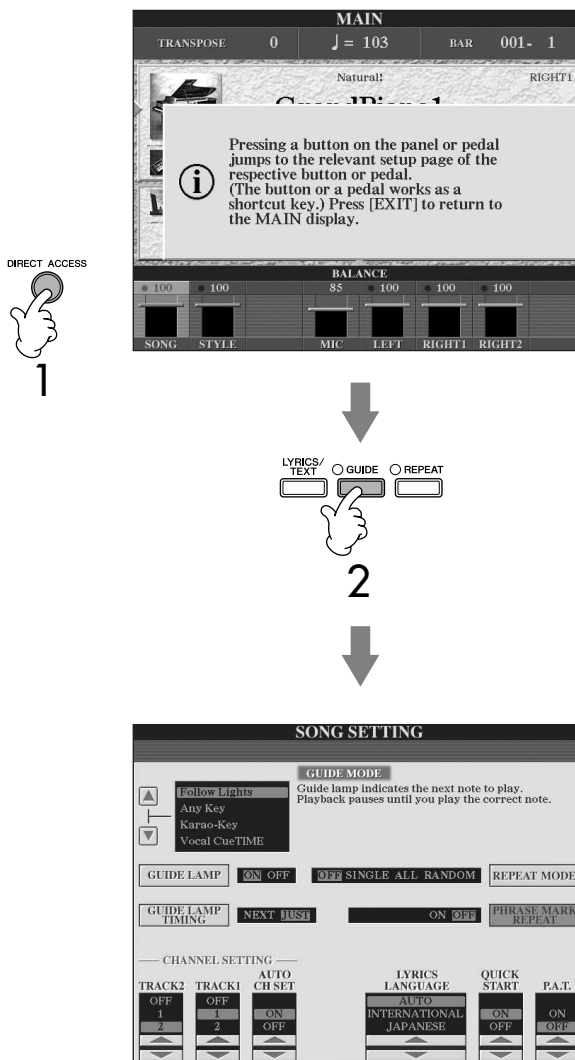 MAIN
TRANSPOSE 0 ♩ = 103 BAR 001- 1
Natural! RIGHT1
GrandPiano1
Pressing a button on the panel or pedal
jumps to the relevant setup page of the
respective button or pedal.
(The button or a pedal works as a
shortcut key.) Press [EXIT] to return to
the MAIN display.
DIRECT ACCESS
BALANCE
100 100 85 100 100 100
SONG STYLE MIC LEFT RIGHT1 RIGHT2
1
LYRICS/
TEXT GUIDE REPEAT
2
SONG SETTING
GUIDE MODE
Follow Lights
Any Key
Karao-Key
Vocal CueTIME
Guide lamp indicates the next note to play.
Playback pauses until you play the correct note.
GUIDE LAMP ON OFF OFF SINGLE ALL RANDOM REPEAT MODE
GUIDE LAMP
TIMING NEXT JUST ON OFF PHRASE MARK
REPEAT
CHANNEL SETTING
TRACK2 TRACK1 AUTO
CH SET LYRICS
LANGUAGE QUICK
START P.A.T.
OFF OFF AUTO
1 1 ON INTERNATIONAL ON ON
2 2 OFF JAPANESE OFF OFF